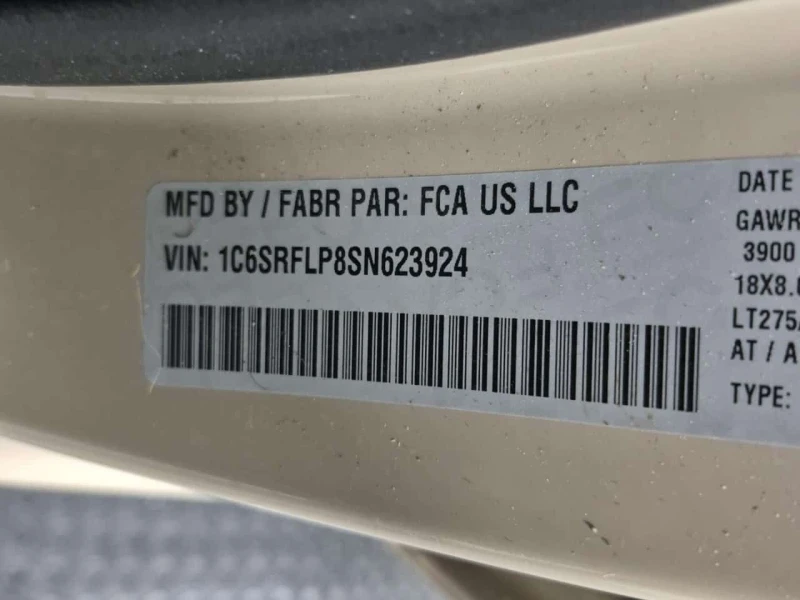 MFD BY / FABR PAR: FCA US LLC
VIN: 1C6SRFLP8SN623924
DATE
GAWR
3900
18X8.
LT275
AT / A
TYPE: